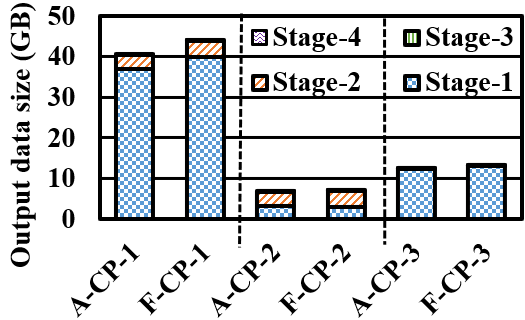 Output data size (GB)
50
40
30
20
10
0
Stage-4 Stage-3
Stage-2 Stage-1
A-CP-1 F-CP-1 A-CP-2 F-CP-2 A-CP-3 F-CP-3